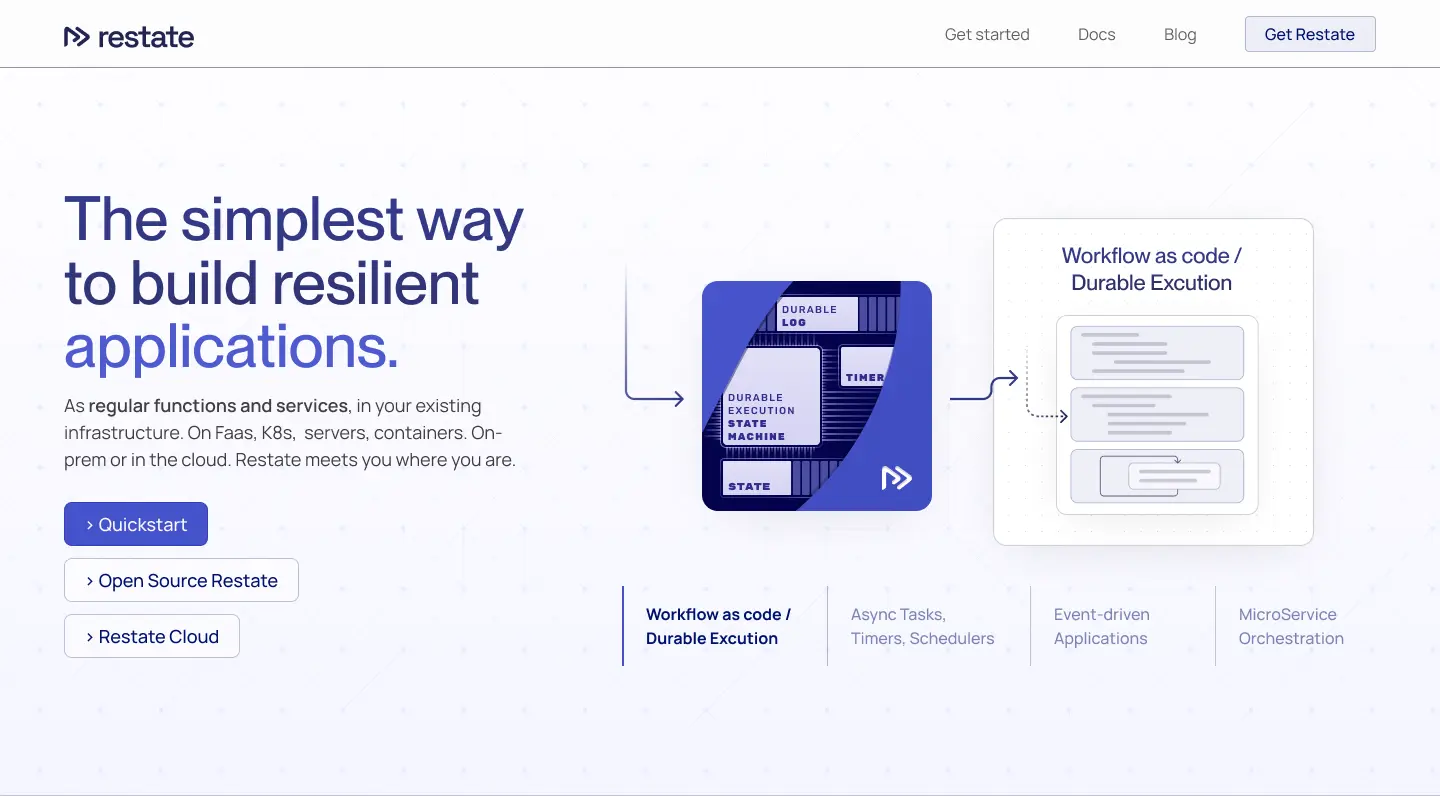 restate
Get started
Docs
Blog
Get Restate
The simplest way
to build resilient
applications.
As regular functions and services, in your existing
infrastructure. On Faas, K8s, servers, containers. On-
prem or in the cloud. Restate meets you where you are.
› Quickstart
› Open Source Restate
› Restate Cloud
DURABLE
LOG
TIMER
DURABLE
EXECUTION
STATE
MACHINE
STATE
Workflow as code /
Durable Excution
Workflow as code /
Durable Excution
Async Tasks,
Timers, Schedulers
Event-driven
Applications
MicroService
Orchestration